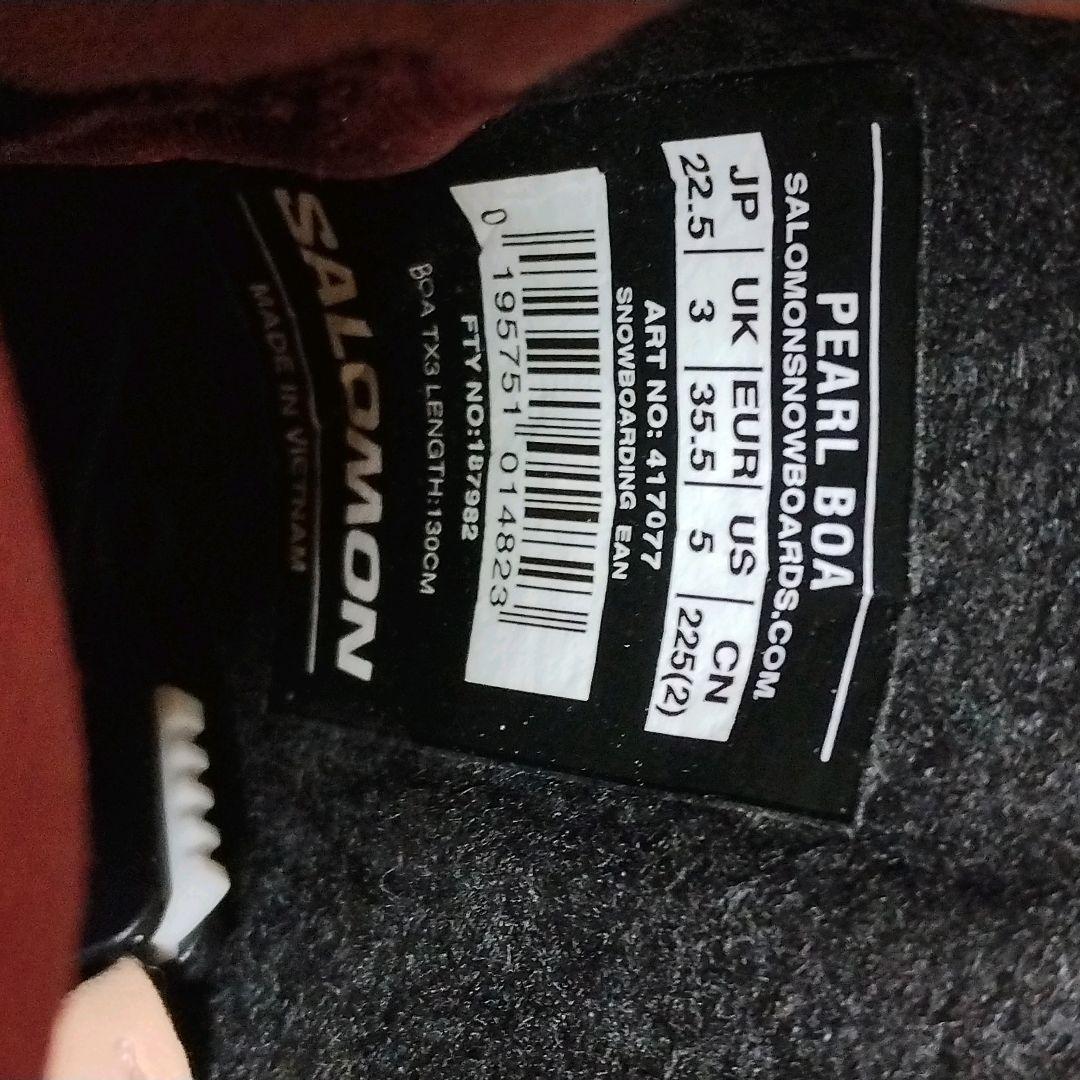 PEARL BOA
SALOMONSNOWBOARDS.COM
JP | UK | EUR | US | CN
22.5 | 3 | 35.5 | 5 | 225(2)
ART NO: 417077
SNOWBOARDING EAN
0 195751 014823
FTY NO:187982
BOA TX3 LENGTH:130CM
SALOMON
MADE IN VIETNAM